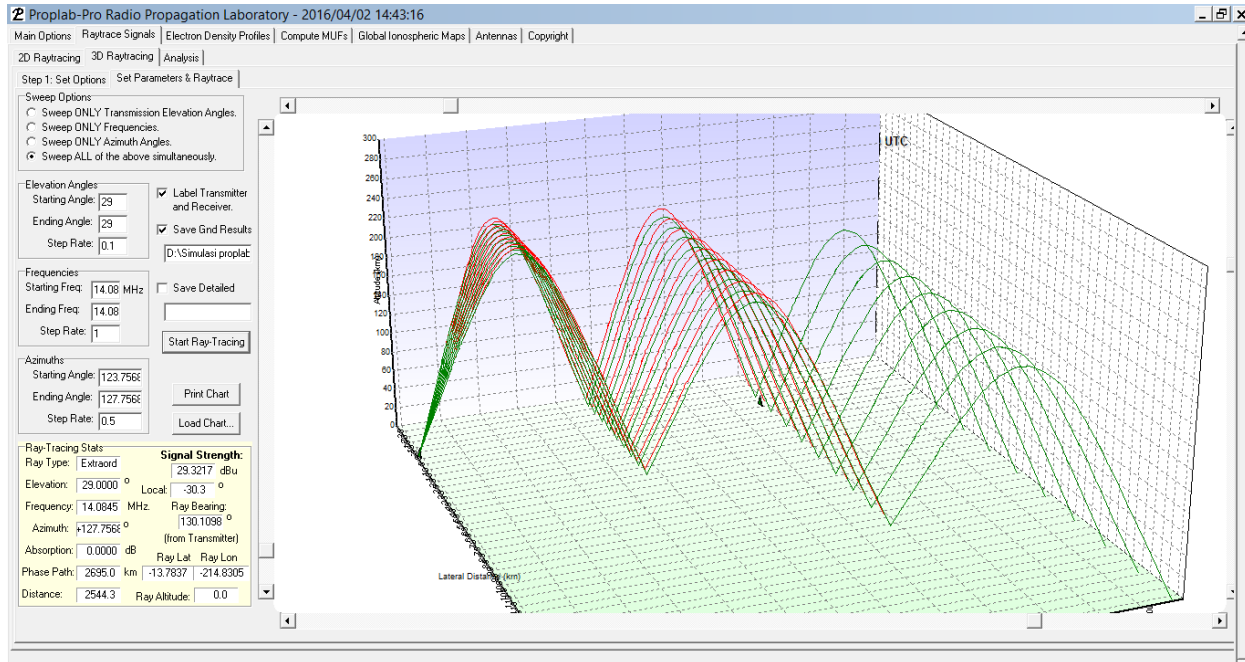 Proplab-Pro Radio Propagation Laboratory - 2016/04/02 14:43:16
Main Options Raytrace Signals Electron Density Profiles Compute MUFs Global Ionospheric Maps Antennas Copyright
2D Raytracing 3D Raytracing Analysis
Step 1: Set Options Set Parameters & Raytrace
Sweep Options
Sweep ONLY Transmission Elevation Angles.
Sweep ONLY Frequencies.
Sweep ONLY Azimuth Angles.
Sweep ALL of the above simultaneously.
Elevation Angles
Starting Angle: 29
Ending Angle: 29
Step Rate: 0.1
Label Transmitter
and Receiver.
Save Gnd Results
D:\Simulasi proplab
Frequencies
Starting Freq: 14.08 MHz
Ending Freq: 14.08
Step Rate: 1
Save Detailed
Start Ray-Tracing
Azimuths
Starting Angle: 123.756
Ending Angle: 127.756
Step Rate: 0.5
Print Chart
Load Chart...
Ray-Tracing Stats
Ray Type: Extraord
Signal Strength:
29.3217 dBu
Elevation: 29.0000 °
Local: -30.3 °
Frequency: 14.0845 MHz.
Ray Bearing:
130.1098 °
(from Transmitter)
Azimuth: +127.756 °
Absorption: 0.0000 dB
Ray Lat Ray Lon
Phase Path: 2695.0 km -13.7837 -214.8305
Distance: 2544.3 Ray Altitude: 0.0
UTC
300
280
260
240
220
200
180
160
140
120
100
80
60
40
20
0
Lateral Distance (km)